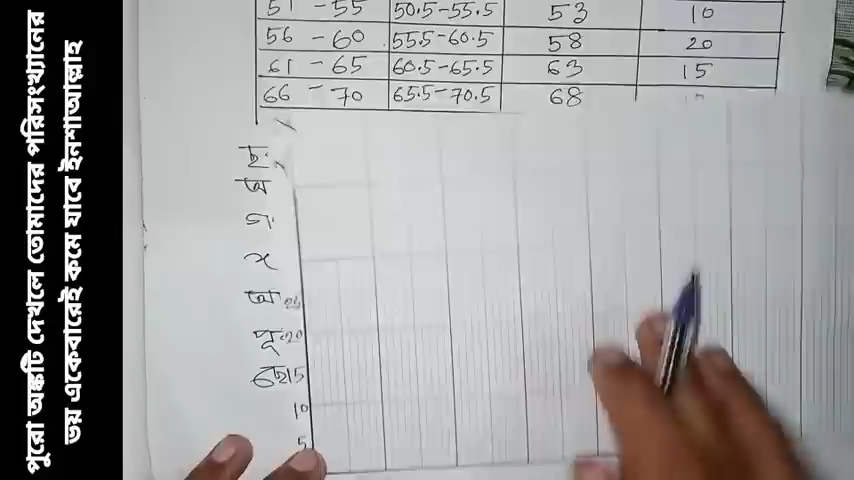 পুরো অঙ্কটি দেখলে তোমাদের পরিসংখ্যানের
ভয় একেবারেই কমে যাবে ইনশাআল্লাহ
51 - 55 50.5-55.5 53 10
56 - 60 55.5-60.5 58 20
61 - 65 60.5-65.5 63 15
66 - 70 65.5-70.5 68
ছ:
অ
গ
ঘ
অ 25
পূ 20
15
10
5